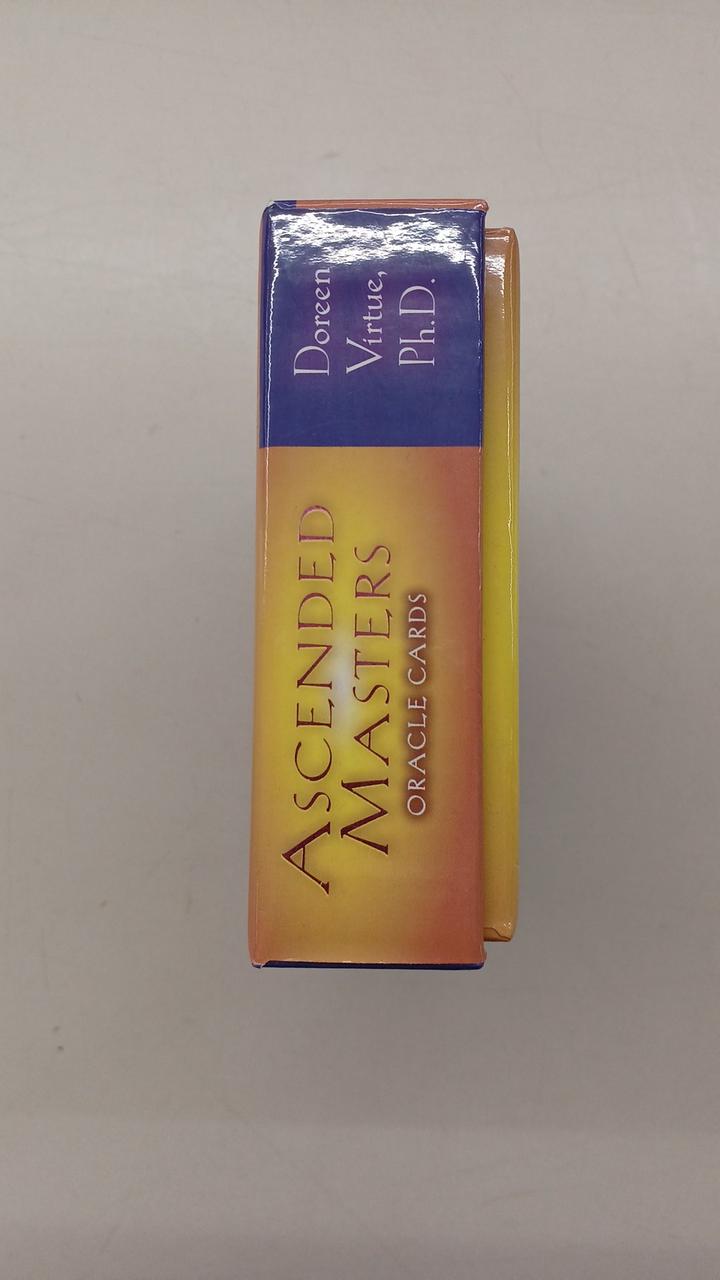 ASCENDED
MASTERS
ORACLE CARDS
Doreen
Virtue,
Ph.D.